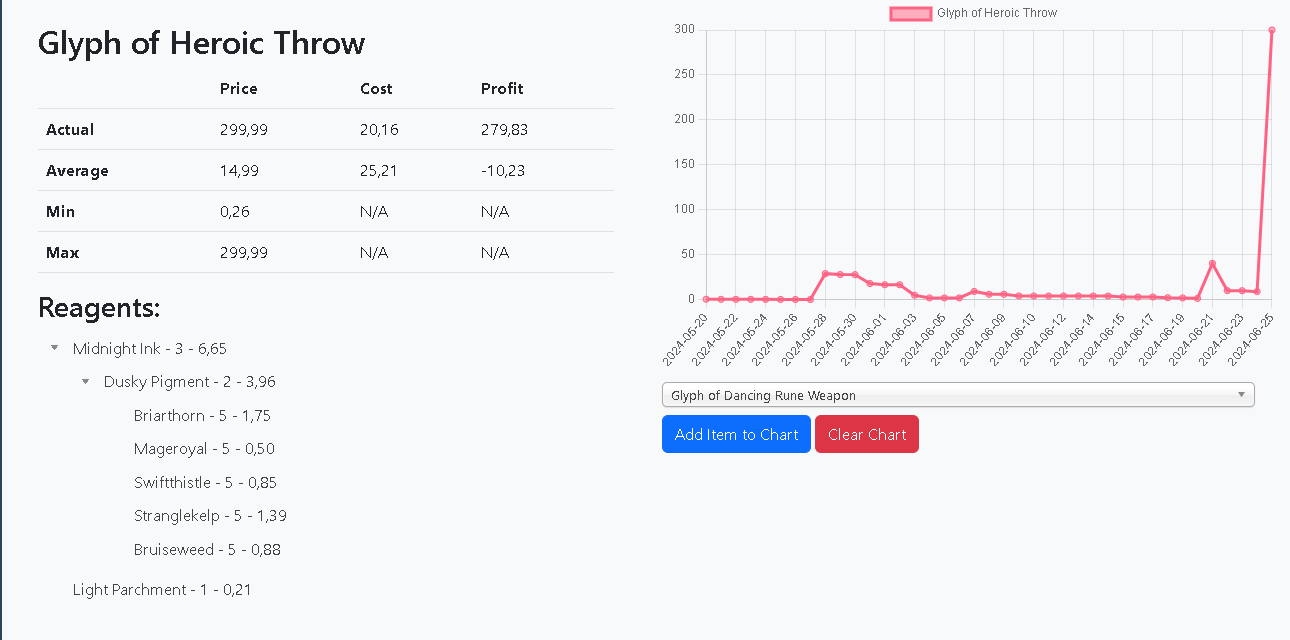 Glyph of Heroic Throw
Price Cost Profit
Actual 299,99 20,16 279,83
Average 14,99 25,21 -10,23
Min 0,26 N/A N/A
Max 299,99 N/A N/A
Reagents:
Midnight Ink - 3 - 6,65
Dusky Pigment - 2 - 3,96
Briarthorn - 5 - 1,75
Mageroyal - 5 - 0,50
Swiftthistle - 5 - 0,85
Stranglekelp - 5 - 1,39
Bruiseweed - 5 - 0,88
Light Parchment - 1 - 0,21
Glyph of Heroic Throw
300
250
200
150
100
50
0
2024-05-20
2024-05-22
2024-05-24
2024-05-26
2024-05-28
2024-05-30
2024-06-01
2024-06-03
2024-06-05
2024-06-07
2024-06-09
2024-06-10
2024-06-12
2024-06-14
2024-06-15
2024-06-17
2024-06-19
2024-06-21
2024-06-23
2024-06-25
Glyph of Dancing Rune Weapon
Add Item to Chart
Clear Chart